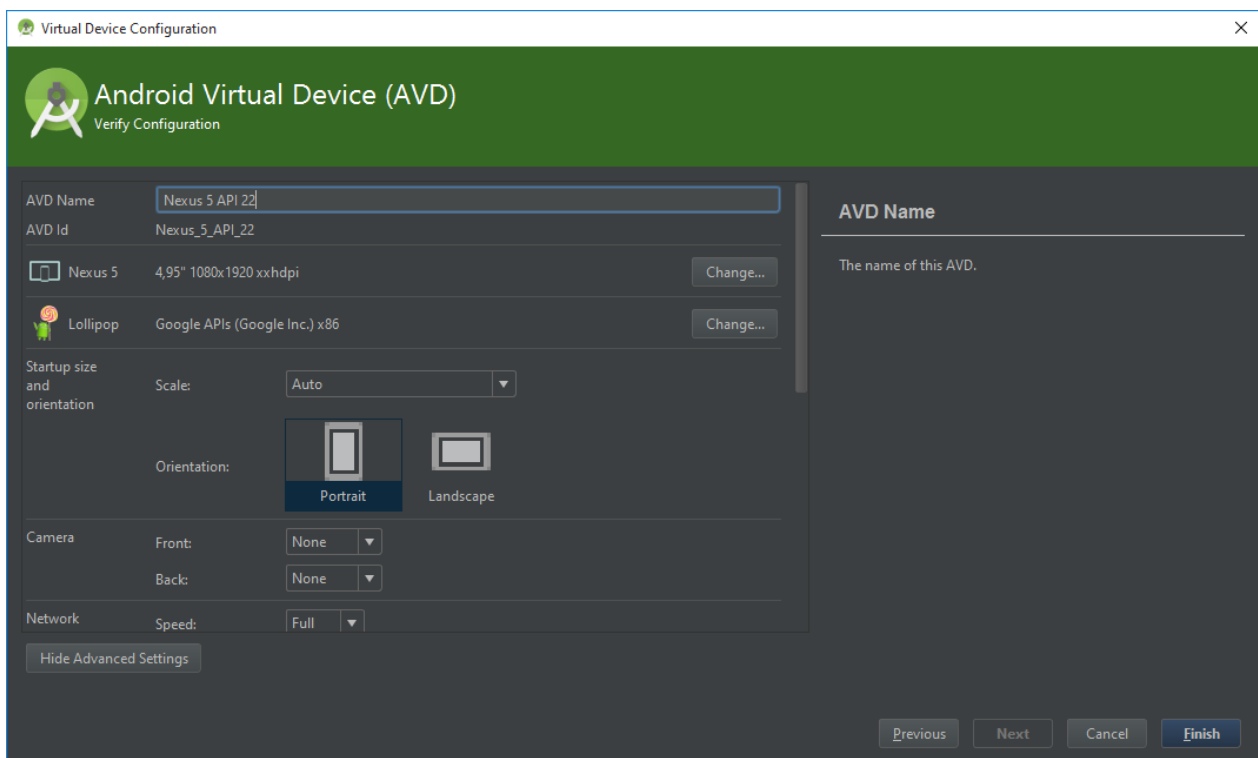 Virtual Device Configuration
Android Virtual Device (AVD)
Verify Configuration
AVD Name Nexus 5 API 22
AVD Id Nexus_5_API_22
Nexus 5 4,95" 1080x1920 xxhdpi Change...
Lollipop Google APIs (Google Inc.) x86 Change...
Startup size
and
orientation
Scale: Auto
Orientation:
Portrait Landscape
Camera Front: None
Back: None
Network Speed: Full
Hide Advanced Settings
AVD Name
The name of this AVD.
Previous Next Cancel Finish